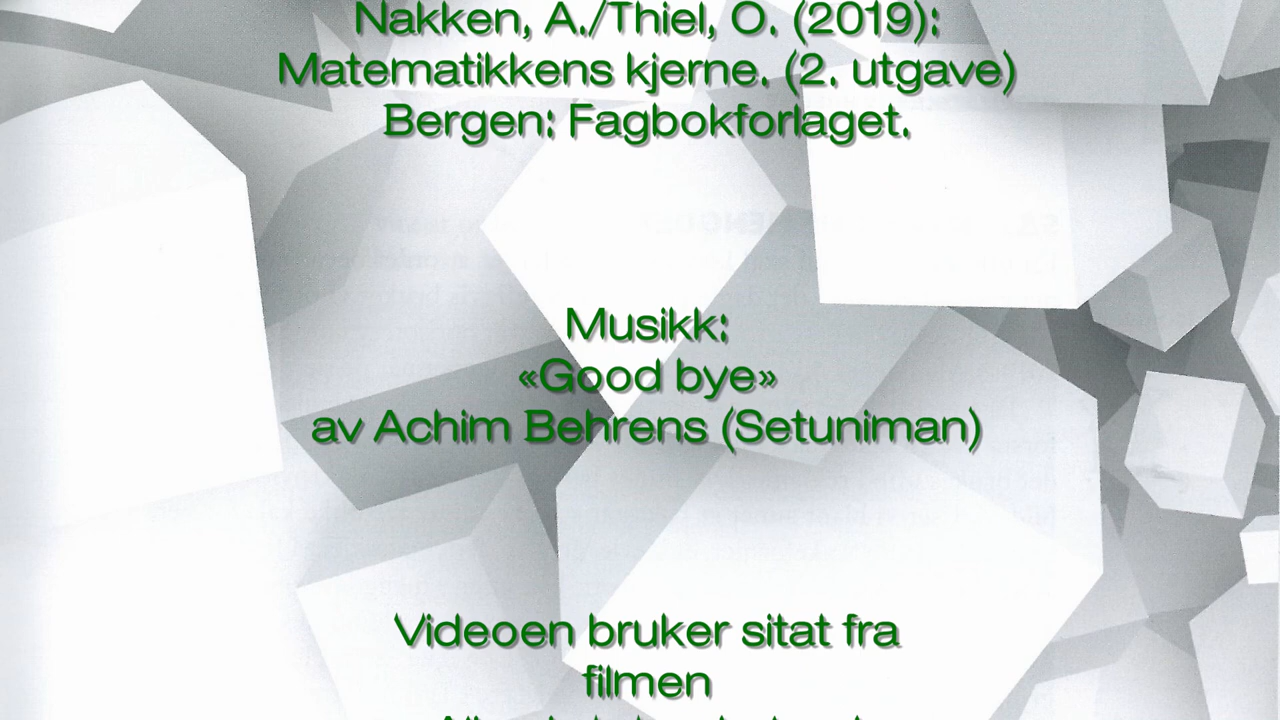 Nakken, A./Thiel, O. (2019):
Matematikkens kjerne. (2. utgave)
Bergen: Fagbokforlaget.
Musikk:
«Good bye»
av Achim Behrens (Setuniman)
Videoen bruker sitat fra
filmen